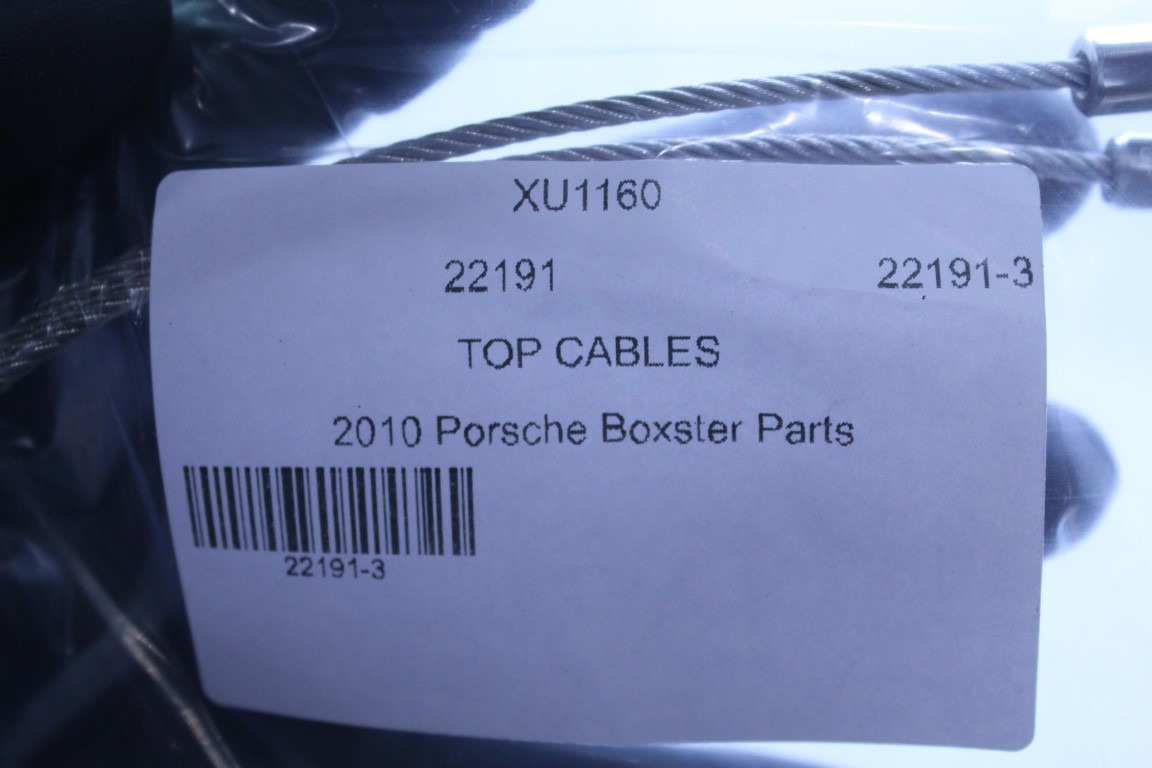 XU1160
22191 22191-3
TOP CABLES
2010 Porsche Boxster Parts
22191-3